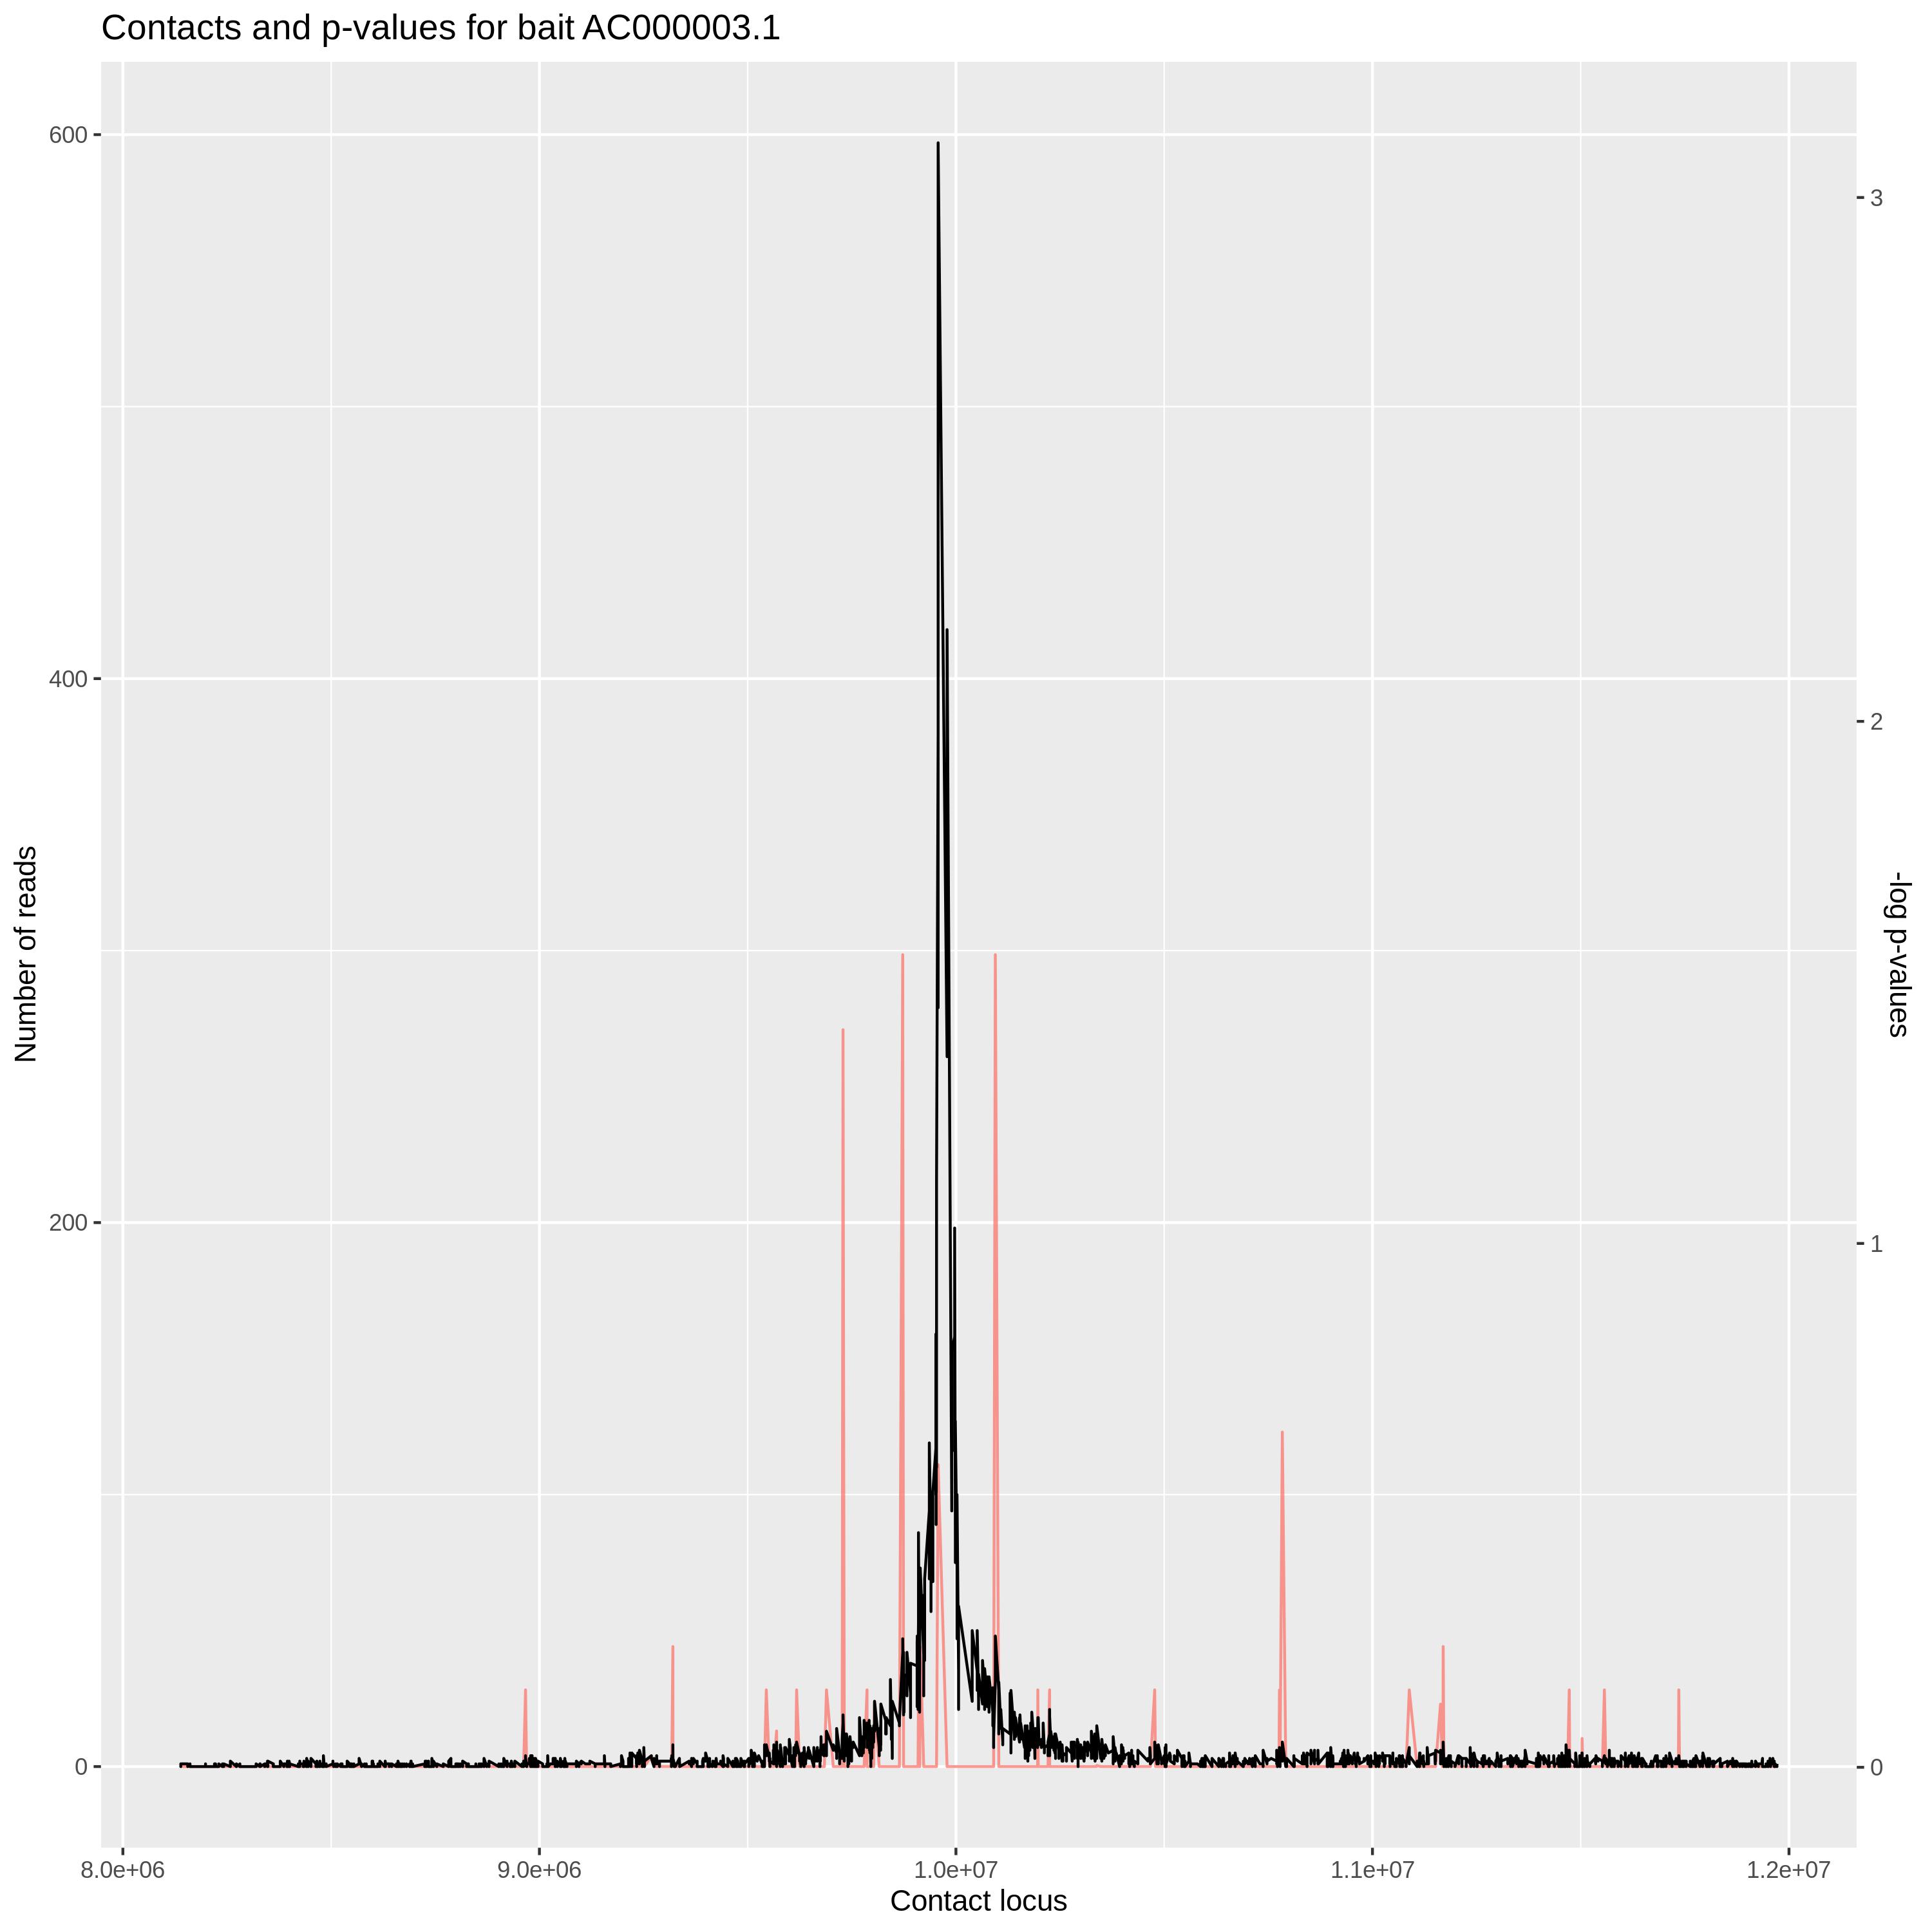 Contacts and p-values for bait AC000003.1
600
400
200
0
3
2
1
0
Number of reads
-log p-values
8.0e+06 9.0e+06 1.0e+07 1.1e+07 1.2e+07
Contact locus